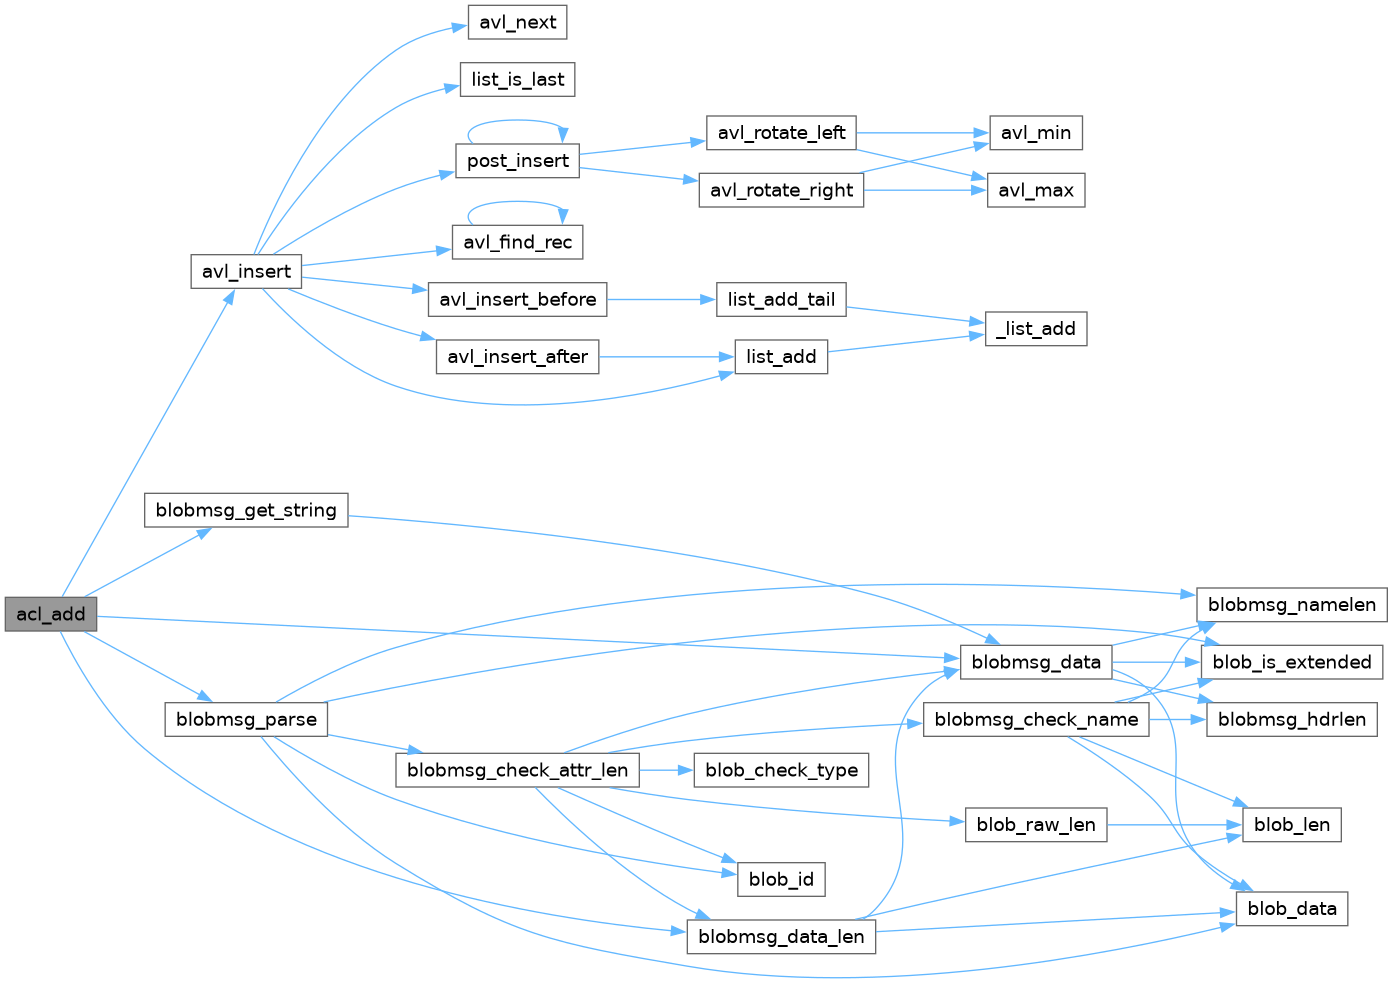 avl_next
list_is_last
avl_rotate_left
avl_min
post_insert
avl_rotate_right
avl_max
avl_find_rec
avl_insert
avl_insert_before
list_add_tail
_list_add
avl_insert_after
list_add
blobmsg_get_string
acl_add
blobmsg_namelen
blobmsg_data
blob_is_extended
blobmsg_parse
blobmsg_check_name
blobmsg_hdrlen
blobmsg_check_attr_len
blob_check_type
blob_raw_len
blob_len
blob_id
blob_data
blobmsg_data_len